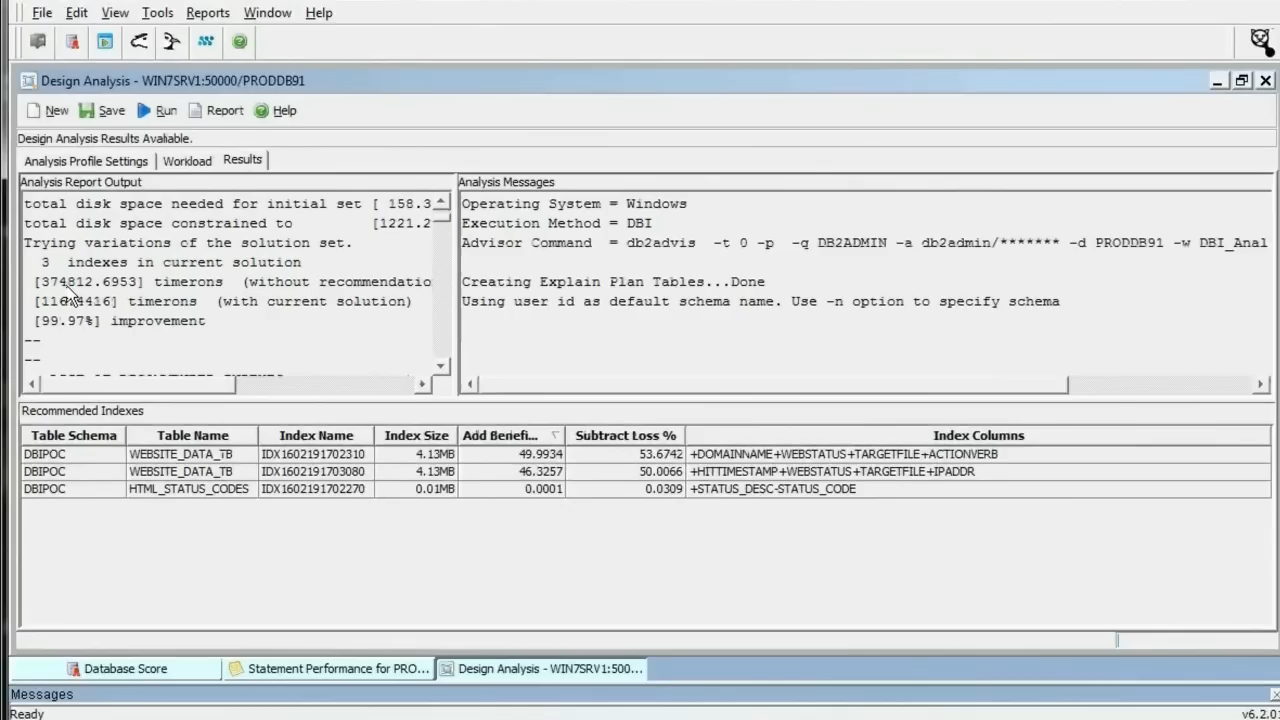 File Edit View Tools Reports Window Help
Design Analysis - WIN7SRV1:50000/PRODDB91
New Save Run Report Help
Design Analysis Results Available.
Analysis Profile Settings Workload Results
Analysis Report Output
total disk space needed for initial set [ 158.3
total disk space constrained to [1221.2
Trying variations of the solution set.
3 indexes in current solution
[374812.6953] timerons (without recommendatio
timerons (with current solution)
[99.97%] improvement
--
--
Analysis Messages
Operating System = Windows
Execution Method = DBI
Advisor Command = db2advis -t 0 -p -q DB2ADMIN -a db2admin/******* -d PRODDB91 -w DBI_Anal
Creating Explain Plan Tables...Done
Using user id as default schema name. Use -n option to specify schema
Recommended Indexes
Table Schema Table Name Index Name Index Size Add Benefi... Subtract Loss % Index Columns
DBIPOC WEBSITE_DATA_TB IDX1602191702310 4.13MB 49.9934 53.6742 +DOMAINNAME+WEBSTATUS+TARGETFILE+ACTIONVERB
DBIPOC WEBSITE_DATA_TB IDX1602191703080 4.13MB 46.3257 50.0066 +HITTIMESTAMP+WEBSTATUS+TARGETFILE+IPADDR
DBIPOC HTML_STATUS_CODES IDX1602191702270 0.01MB 0.0001 0.0309 +STATUS_DESC-STATUS_CODE
Database Score Statement Performance for PRO... Design Analysis - WIN7SRV1:500...
Messages
Ready v6.2.0